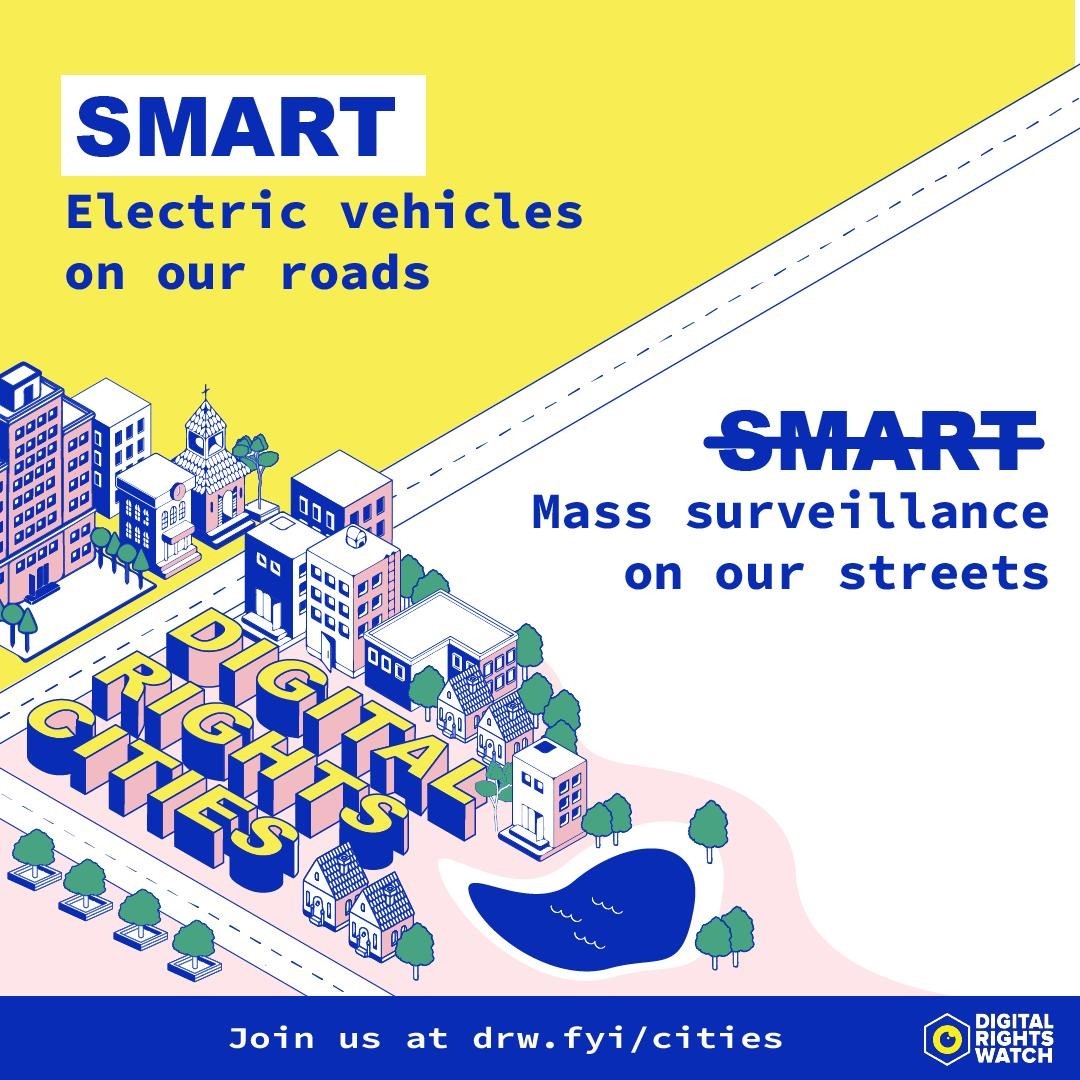 SMART
Electric vehicles
on our roads
SMART
Mass surveillance
on our streets
DIGITAL
RIGHTS
CITIES
Join us at drw.fyi/cities
DIGITAL
RIGHTS
WATCH